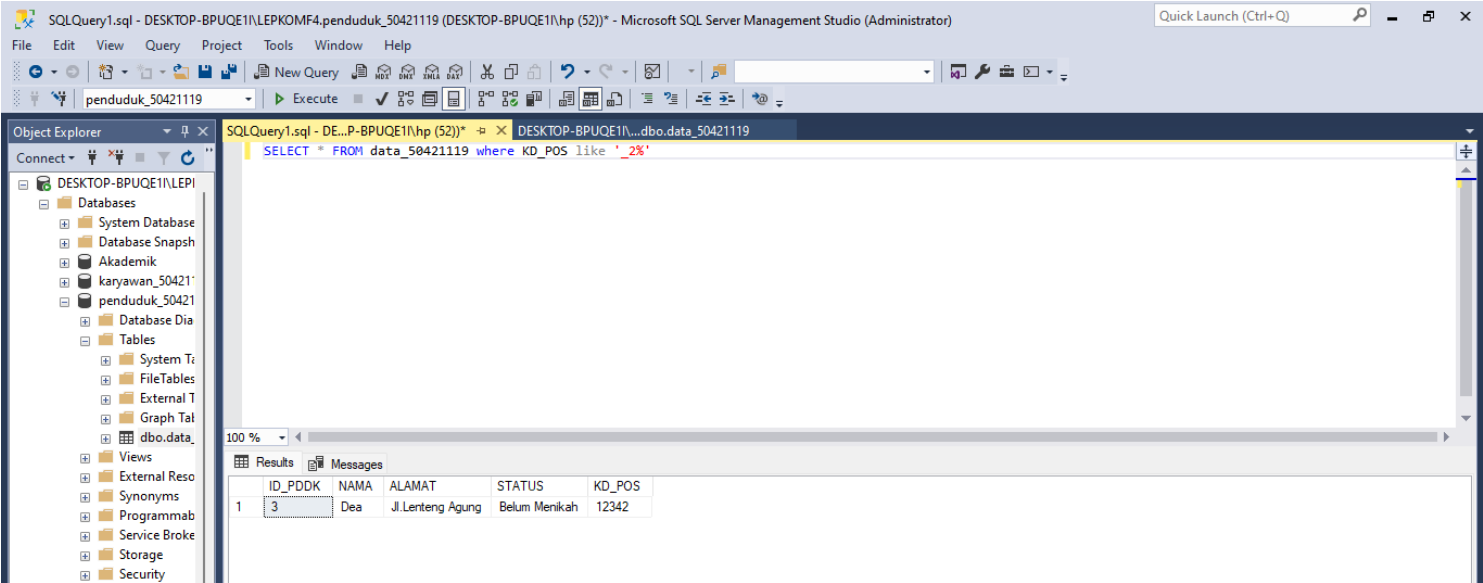 SQLQuery1.sql - DESKTOP-BPUQE1I\LEPKOMF4.penduduk_50421119 (DESKTOP-BPUQE1I\hp (52))* - Microsoft SQL Server Management Studio (Administrator)
Quick Launch (Ctrl+Q)
File Edit View Query Project Tools Window Help
New Query MDX DMX XMLA DAX
penduduk_50421119 Execute
Object Explorer
SQLQuery1.sql - DE...P-BPUQE1I\hp (52))* DESKTOP-BPUQE1I\...dbo.data_50421119
Connect
SELECT * FROM data_50421119 where KD_POS like '_2%'
DESKTOP-BPUQE1I\LEPI
Databases
System Database
Database Snapsh
Akademik
karyawan_50421
penduduk_50421
Database Dia
Tables
System Ta
FileTables
External T
Graph Tab
dbo.data_
Views
External Reso
Synonyms
Programmab
Service Broke
Storage
Security
100 %
Results Messages
ID_PDDK NAMA ALAMAT STATUS KD_POS
1 3 Dea Jl.Lenteng Agung Belum Menikah 12342